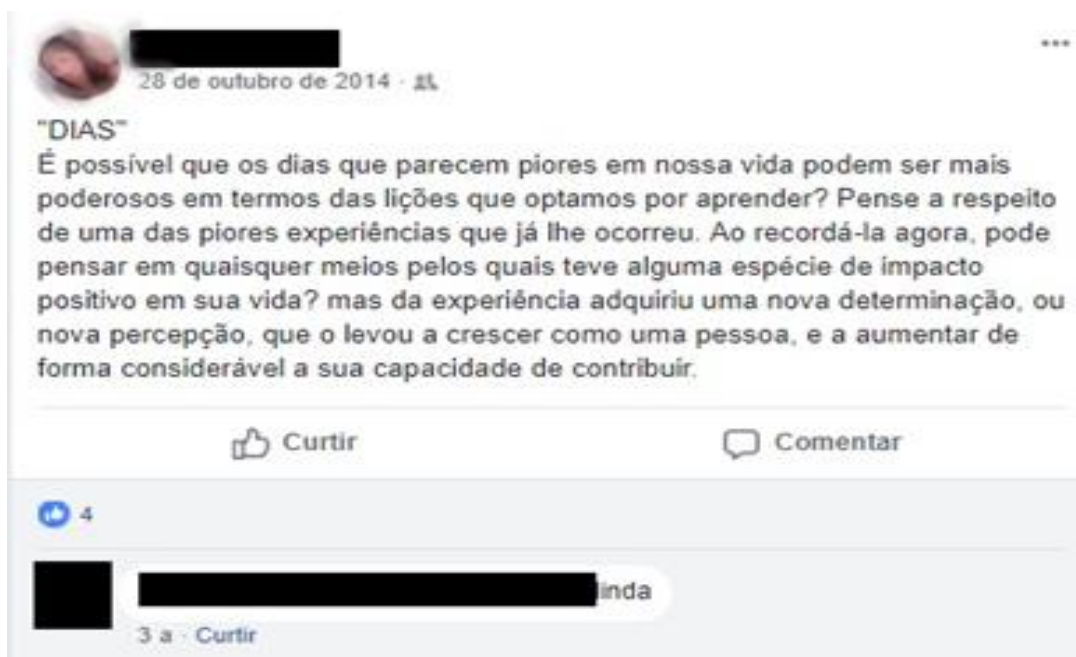 28 de outubro de 2014 ·
"DIAS"
É possível que os dias que parecem piores em nossa vida podem ser mais
poderosos em termos das lições que optamos por aprender? Pense a respeito
de uma das piores experiências que já lhe ocorreu. Ao recordá-la agora, pode
pensar em quaisquer meios pelos quais teve alguma espécie de impacto
positivo em sua vida? mas da experiência adquiriu uma nova determinação, ou
nova percepção, que o levou a crescer como uma pessoa, e a aumentar de
forma considerável a sua capacidade de contribuir.
Curtir Comentar
4
linda
3 a · Curtir